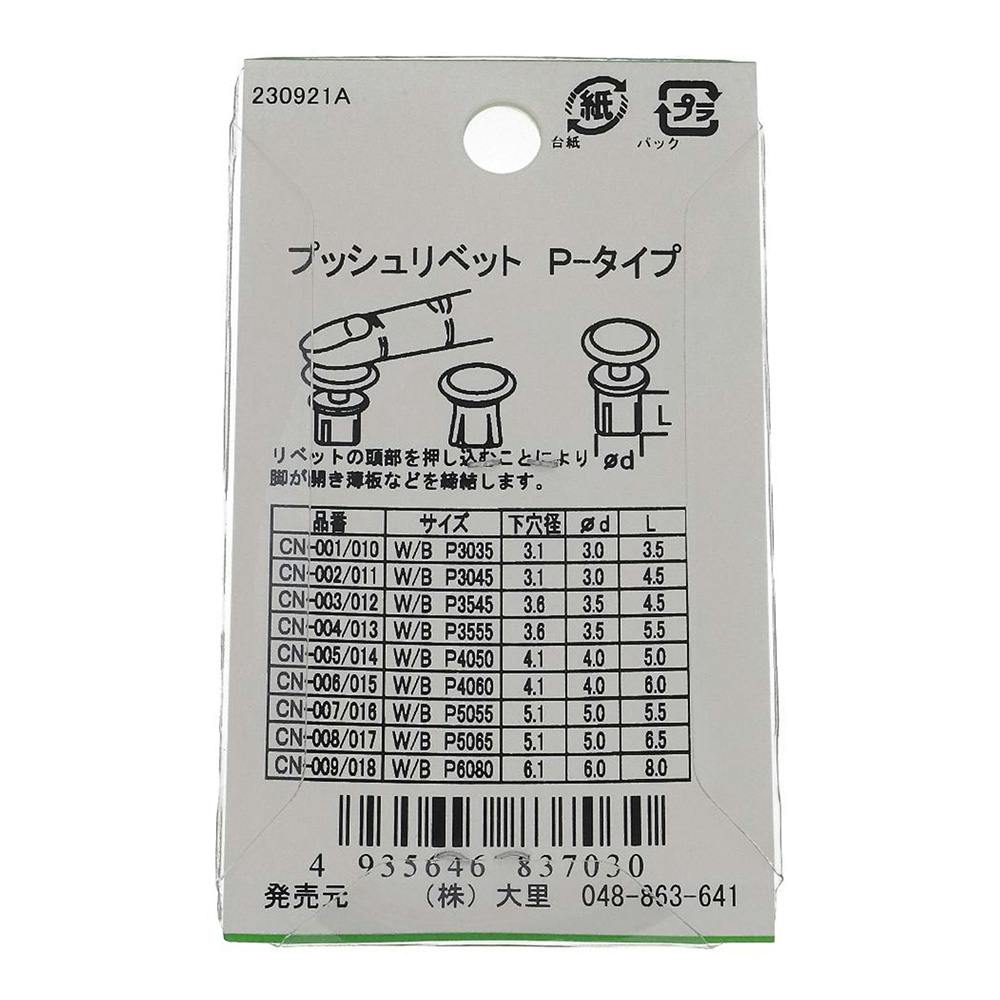 230921A
紙 プラ
台紙 パック
プッシュリベット P-タイプ
L
リベットの頭部を押し込むことにより ød
脚が開き薄板などを締結します。
品番 サイズ 下穴径 ød L
CN-001/010 W/B P3035 3.1 3.0 3.5
CN-002/011 W/B P3045 3.1 3.0 4.5
CN-003/012 W/B P3545 3.6 3.5 4.5
CN-004/013 W/B P3555 3.6 3.5 5.5
CN-005/014 W/B P4050 4.1 4.0 5.0
CN-006/015 W/B P4060 4.1 4.0 6.0
CN-007/016 W/B P5055 5.1 5.0 5.5
CN-008/017 W/B P5065 5.1 5.0 6.5
CN-009/018 W/B P6080 6.1 6.0 8.0
4 935646 837030
発売元 (株) 大里 048-863-641